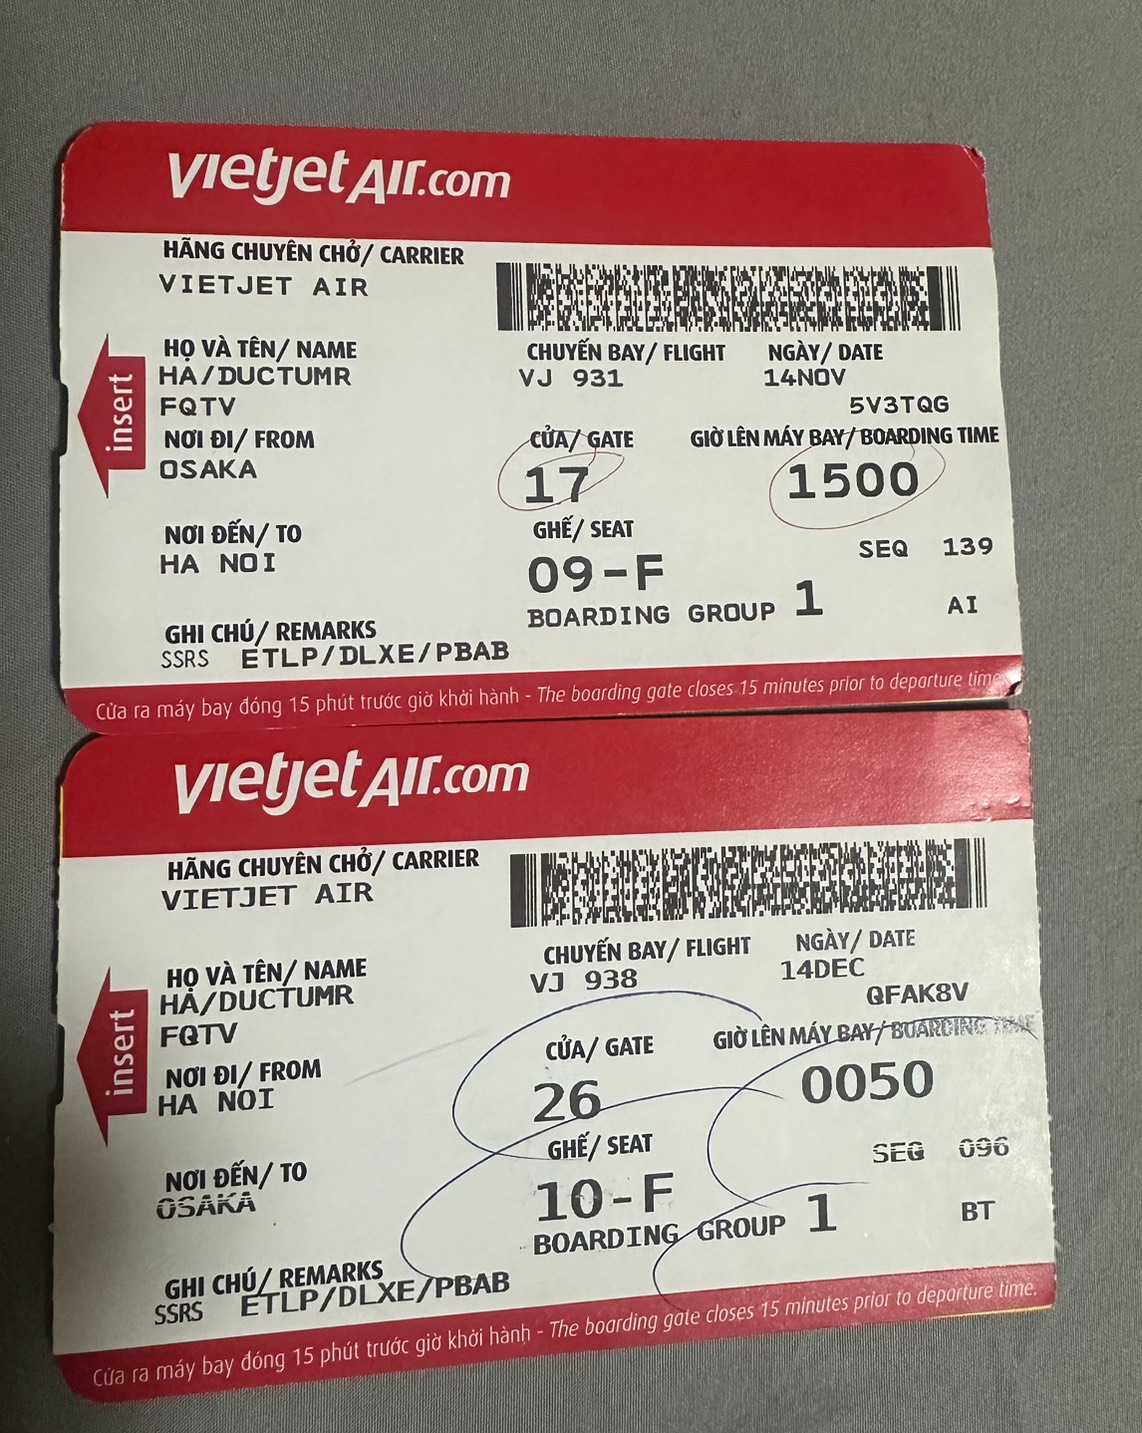 vietjet Air.com
HÃNG CHUYÊN CHỞ/ CARRIER
VIETJET AIR
HỌ VÀ TÊN/ NAME
HA/DUCTUMR
FQTV
CHUYẾN BAY/ FLIGHT NGÀY/ DATE
VJ 931 14NOV
5V3TQG
insert
NƠI ĐI/ FROM
OSAKA
CỬA/ GATE GIỜ LÊN MÁY BAY/ BOARDING TIME
17 1500
NƠI ĐẾN/ TO
HA NOI
GHẾ/ SEAT
09-F
SEQ 139
BOARDING GROUP 1 AI
GHI CHÚ/ REMARKS
SSRS ETLP/DLXE/PBAB
Cửa ra máy bay đóng 15 phút trước giờ khởi hành - The boarding gate closes 15 minutes prior to departure time.
vietjet Air.com
HÃNG CHUYÊN CHỞ/ CARRIER
VIETJET AIR
HỌ VÀ TÊN/ NAME
HA/DUCTUMR
FQTV
CHUYẾN BAY/ FLIGHT NGÀY/ DATE
VJ 938 14DEC
QFAK8V
insert
NƠI ĐI/ FROM
HA NOI
CỬA/ GATE GIỜ LÊN MÁY BAY/ BOARDING TIME
26 0050
NƠI ĐẾN/ TO
OSAKA
GHẾ/ SEAT
10-F
SEQ 096
BOARDING GROUP 1 BT
GHI CHÚ/ REMARKS
SSRS ETLP/DLXE/PBAB
Cửa ra máy bay đóng 15 phút trước giờ khởi hành - The boarding gate closes 15 minutes prior to departure time.